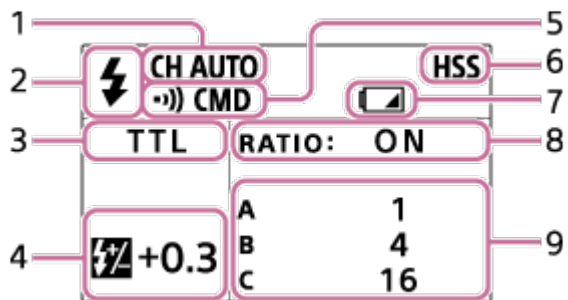 1
5
2
CH AUTO
HSS
6
•))) CMD
7
3
TTL
RATIO: ON
8
4
+0.3
A 1
B 4
C 16
9